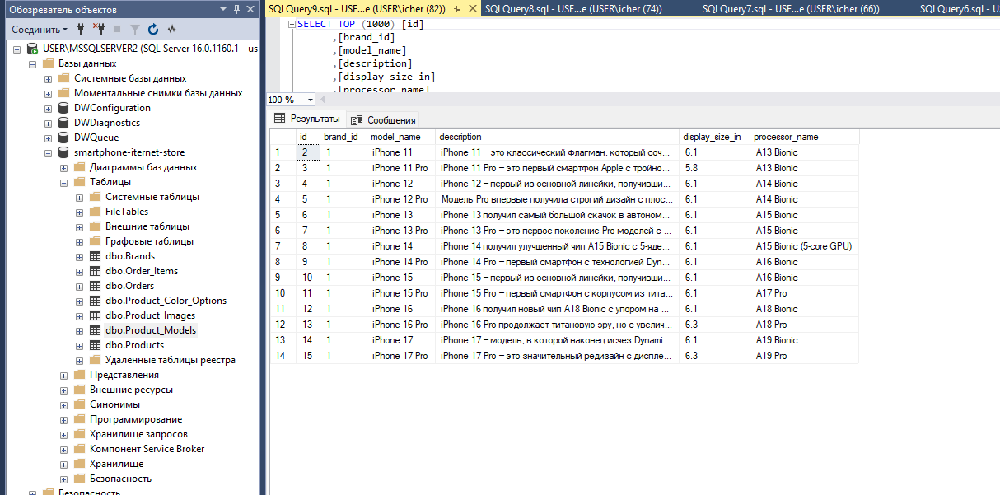 Обозреватель объектов
SQLQuery9.sql - USE...e (USER\icher (82))
SQLQuery8.sql - USE...e (USER\icher (74))
SQLQuery7.sql - USE...e (USER\icher (66))
SQLQuery6.sql - US
Соединить
USER\MSSQLSERVER2 (SQL Server 16.0.1160.1 - us
Базы данных
Системные базы данных
Моментальные снимки базы данных
DWConfiguration
DWDiagnostics
DWQueue
smartphone-iternet-store
Диаграммы баз данных
Таблицы
Системные таблицы
FileTables
Внешние таблицы
Графовые таблицы
dbo.Brands
dbo.Order_Items
dbo.Orders
dbo.Product_Color_Options
dbo.Product_Images
dbo.Product_Models
dbo.Products
Удаленные таблицы реестра
Представления
Внешние ресурсы
Синонимы
Программирование
Хранилище запросов
Компонент Service Broker
Хранилище
Безопасность
Безопасность
SELECT TOP (1000) [id]
,[brand_id]
,[model_name]
,[description]
,[display_size_in]
,[processor_name]
100 %
Результаты Сообщения
id brand_id model_name description display_size_in processor_name
1 2 1 iPhone 11 iPhone 11 – это классический флагман, который соч... 6.1 A13 Bionic
2 3 1 iPhone 11 Pro iPhone 11 Pro – это первый смартфон Apple с тройно... 5.8 A13 Bionic
3 4 1 iPhone 12 iPhone 12 – первый из основной линейки, получивши... 6.1 A14 Bionic
4 5 1 iPhone 12 Pro Модель Pro впервые получила строгий дизайн с плос... 6.1 A14 Bionic
5 6 1 iPhone 13 iPhone 13 получил самый большой скачок в автоном... 6.1 A15 Bionic
6 7 1 iPhone 13 Pro iPhone 13 Pro – это первое поколение Pro-моделей с ... 6.1 A15 Bionic
7 8 1 iPhone 14 iPhone 14 получил улучшенный чип A15 Bionic с 5-яде... 6.1 A15 Bionic (5-core GPU)
8 9 1 iPhone 14 Pro iPhone 14 Pro – первый смартфон с технологией Dyn... 6.1 A16 Bionic
9 10 1 iPhone 15 iPhone 15 – первый из основной линейки, получивши... 6.1 A16 Bionic
10 11 1 iPhone 15 Pro iPhone 15 Pro – первый смартфон с корпусом из тита... 6.1 A17 Pro
11 12 1 iPhone 16 iPhone 16 получил новый чип A18 Bionic с упором на ... 6.1 A18 Bionic
12 13 1 iPhone 16 Pro iPhone 16 Pro продолжает титановую эру, но с увелич... 6.3 A18 Pro
13 14 1 iPhone 17 iPhone 17 – модель, в которой наконец исчез Dynami... 6.1 A19 Bionic
14 15 1 iPhone 17 Pro iPhone 17 Pro – это значительный редизайн с диспле... 6.3 A19 Pro